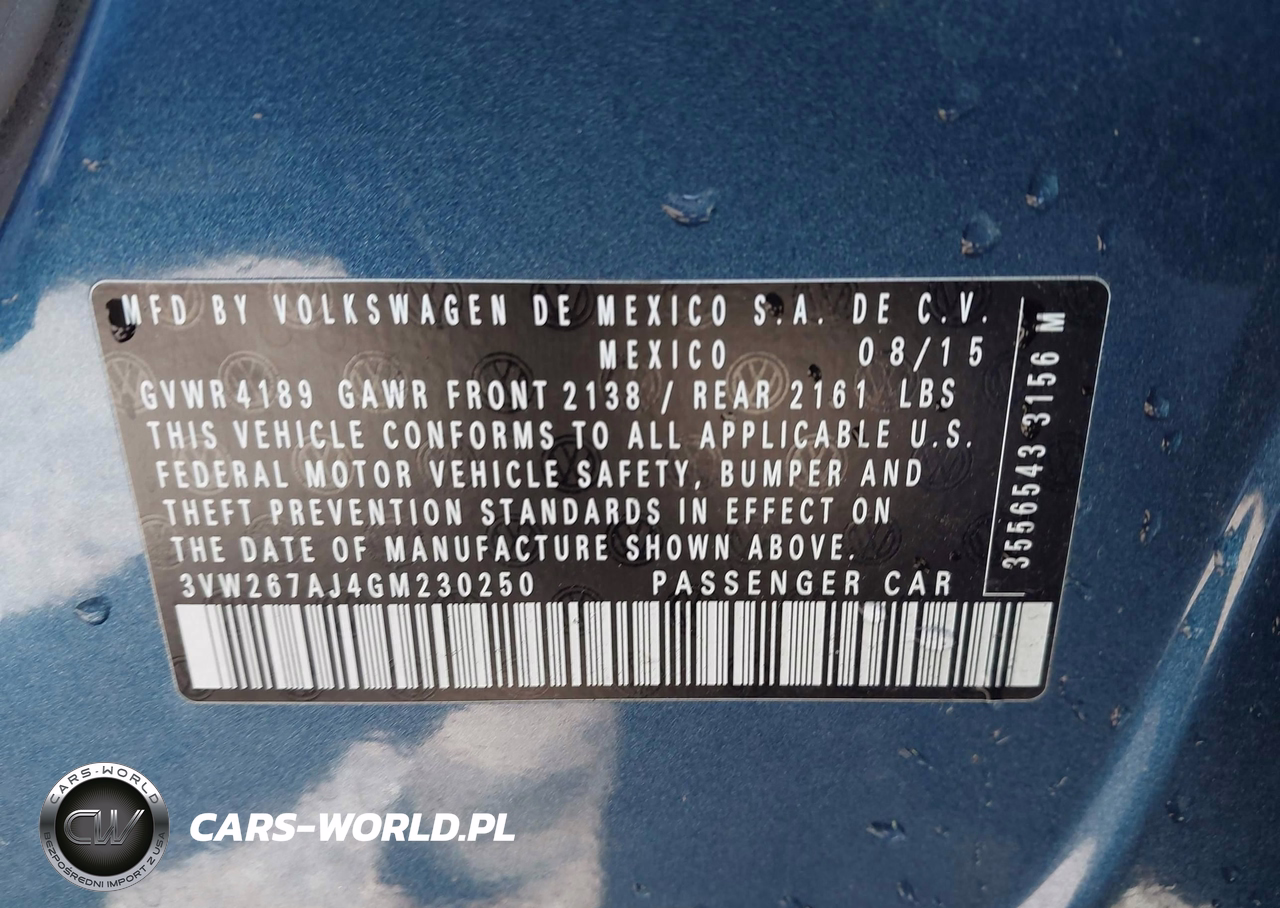 MFD BY VOLKSWAGEN DE MEXICO S.A. DE C.V.
MEXICO 08/15
GVWR 4189 GAWR FRONT 2138 / REAR 2161 LBS
THIS VEHICLE CONFORMS TO ALL APPLICABLE U.S.
FEDERAL MOTOR VEHICLE SAFETY, BUMPER AND
THEFT PREVENTION STANDARDS IN EFFECT ON
THE DATE OF MANUFACTURE SHOWN ABOVE.
3VW267AJ4GM230250 PASSENGER CAR
3556543 3156 M
CARS-WORLD
CW
BEZPOŚREDNI IMPORT Z USA
CARS-WORLD.PL